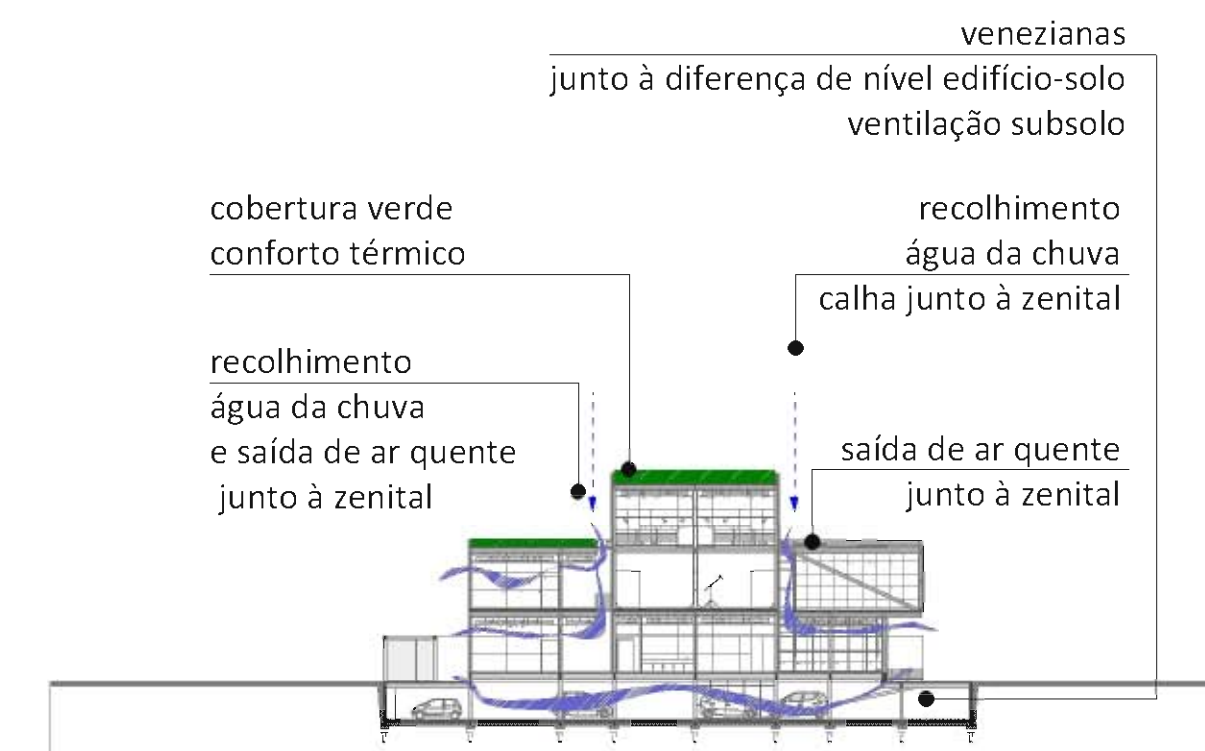 venezianas
junto à diferença de nível edifício-solo
ventilação subsolo
cobertura verde
conforto térmico
recolhimento
água da chuva
calha junto à zenital
recolhimento
água da chuva
e saída de ar quente
junto à zenital
saída de ar quente
junto à zenital